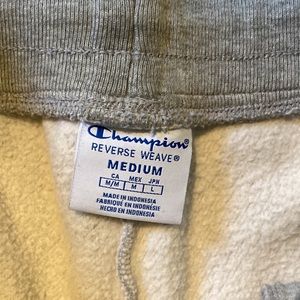 Champion
REVERSE WEAVE®
MEDIUM
CA MEX JPN
M/M M L
MADE IN INDONESIA
FABRIQUÉ EN INDONÉSIE
HECHO EN INDONESIA